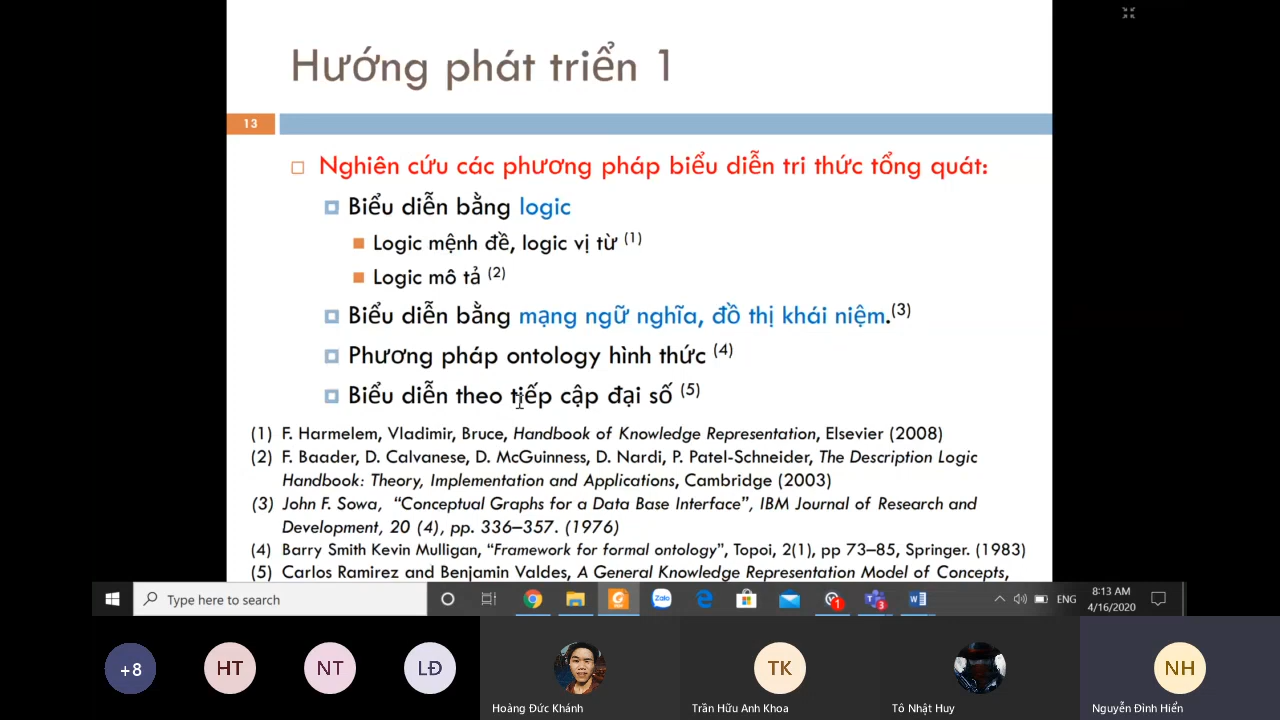 Hướng phát triển 1
13
Nghiên cứu các phương pháp biểu diễn tri thức tổng quát:
Biểu diễn bằng logic
Logic mệnh đề, logic vị từ (1)
Logic mô tả (2)
Biểu diễn bằng mạng ngữ nghĩa, đồ thị khái niệm.(3)
Phương pháp ontology hình thức (4)
Biểu diễn theo tiếp cập đại số (5)
(1) F. Harmelem, Vladimir, Bruce, Handbook of Knowledge Representation, Elsevier (2008)
(2) F. Baader, D. Calvanese, D. McGuinness, D. Nardi, P. Patel-Schneider, The Description Logic
Handbook: Theory, Implementation and Applications, Cambridge (2003)
(3) John F. Sowa, “Conceptual Graphs for a Data Base Interface”, IBM Journal of Research and
Development, 20 (4), pp. 336–357. (1976)
(4) Barry Smith Kevin Mulligan, “Framework for formal ontology”, Topoi, 2(1), pp 73–85, Springer. (1983)
(5) Carlos Ramirez and Benjamin Valdes, A General Knowledge Representation Model of Concepts,
Type here to search
Zalo
1
3
ENG
8:13 AM
4/16/2020
+8
HT
NT
LĐ
TK
NH
Hoàng Đức Khánh
Trần Hữu Anh Khoa
Tô Nhật Huy
Nguyễn Đình Hiển